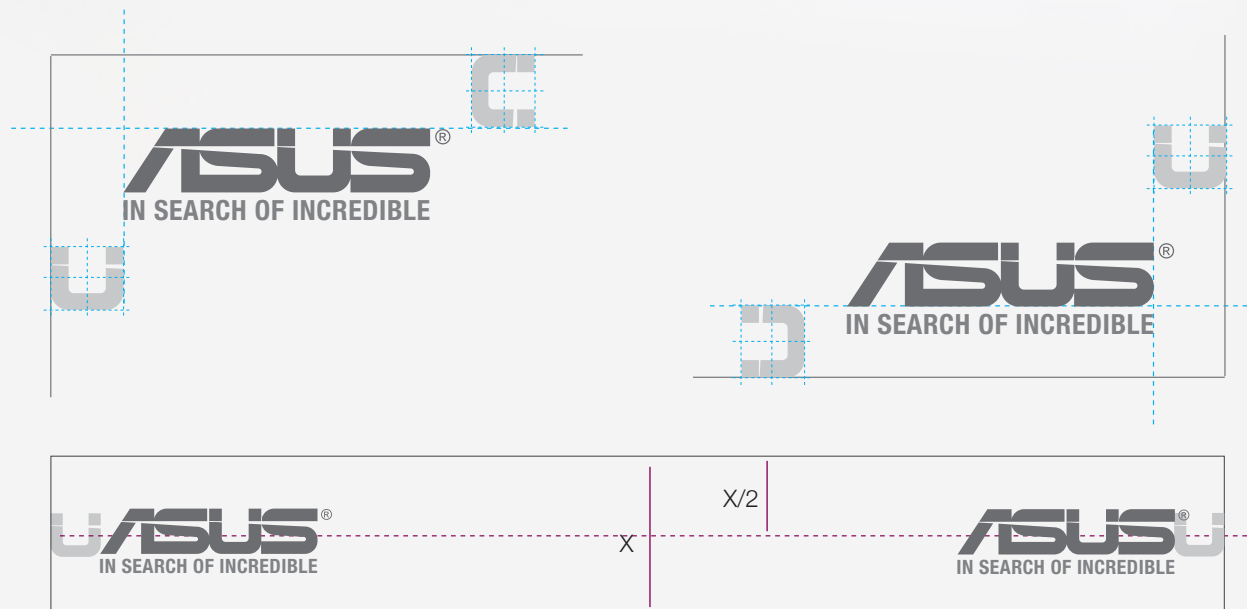 ASUS®
IN SEARCH OF INCREDIBLE
ASUS®
IN SEARCH OF INCREDIBLE
X/2
X
ASUS®
IN SEARCH OF INCREDIBLE
ASUS®
IN SEARCH OF INCREDIBLE